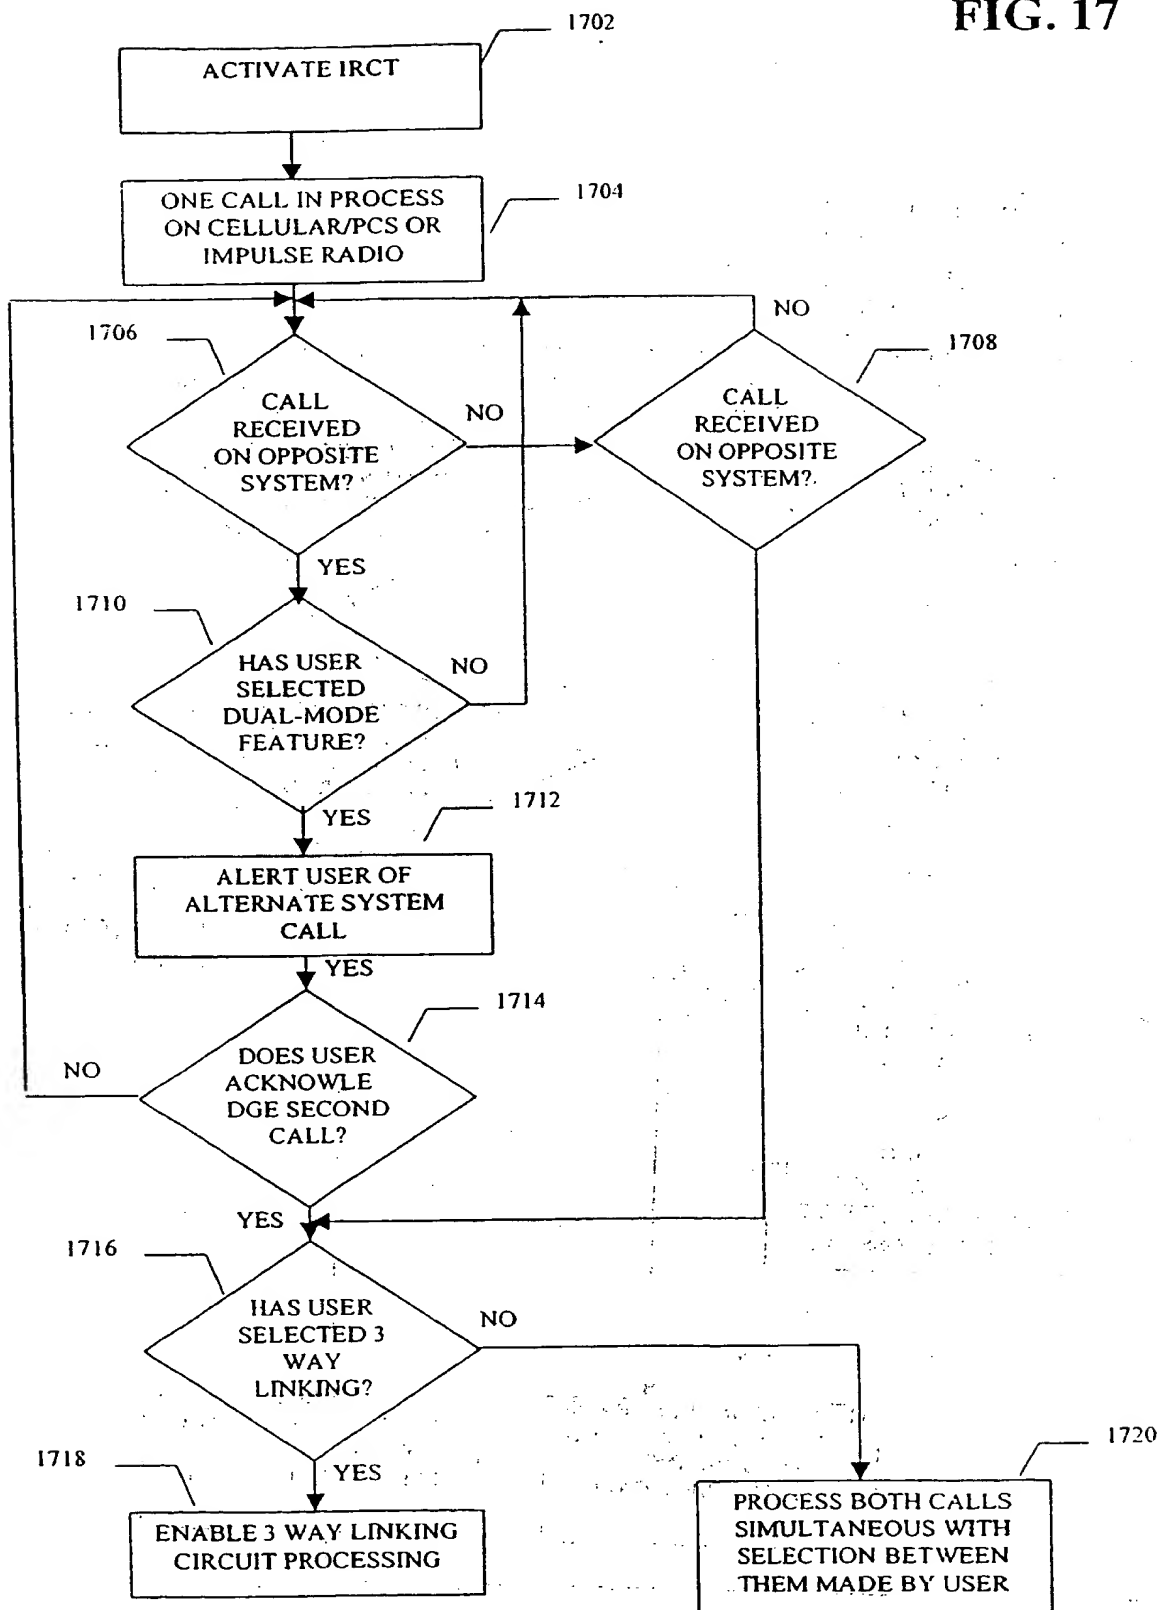 FIG. 17
1702
ACTIVATE IRCT
1704
ONE CALL IN PROCESS
ON CELLULAR/PCS OR
IMPULSE RADIO
1706
CALL
RECEIVED
ON OPPOSITE
SYSTEM?
NO
NO
1708
CALL
RECEIVED
ON OPPOSITE
SYSTEM?
YES
1710
HAS USER
SELECTED
DUAL-MODE
FEATURE?
NO
YES
1712
ALERT USER OF
ALTERNATE SYSTEM
CALL
YES
1714
DOES USER
ACKNOWLE
DGE SECOND
CALL?
NO
YES
1716
HAS USER
SELECTED 3
WAY
LINKING?
NO
YES
1718
ENABLE 3 WAY LINKING
CIRCUIT PROCESSING
1720
PROCESS BOTH CALLS
SIMULTANEOUS WITH
SELECTION BETWEEN
THEM MADE BY USER